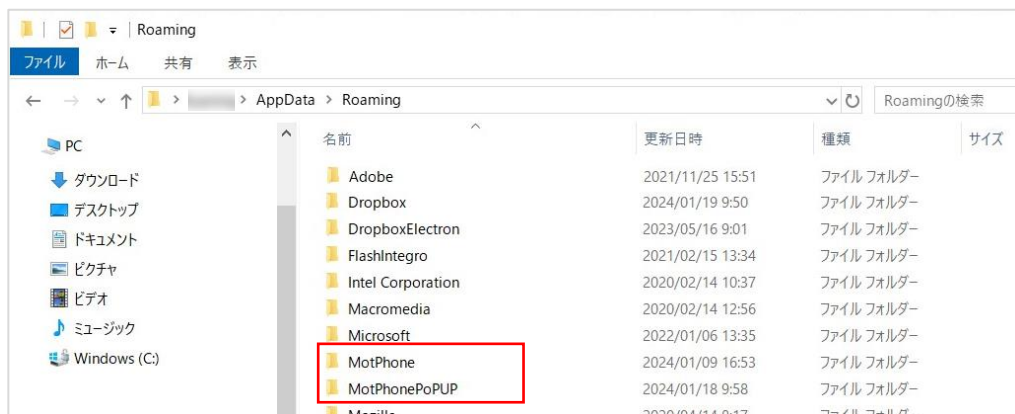 Roaming
ファイル ホーム 共有 表示
AppData > Roaming Roamingの検索
PC
ダウンロード
デスクトップ
ドキュメント
ピクチャ
ビデオ
ミュージック
Windows (C:)
名前 更新日時 種類 サイズ
Adobe 2021/11/25 15:51 ファイル フォルダー
Dropbox 2024/01/19 9:50 ファイル フォルダー
DropboxElectron 2023/05/16 9:01 ファイル フォルダー
FlashIntegro 2021/02/15 13:34 ファイル フォルダー
Intel Corporation 2020/02/14 10:37 ファイル フォルダー
Macromedia 2020/02/14 12:56 ファイル フォルダー
Microsoft 2022/01/06 13:35 ファイル フォルダー
MotPhone 2024/01/09 16:53 ファイル フォルダー
MotPhonePoPUP 2024/01/18 9:58 ファイル フォルダー